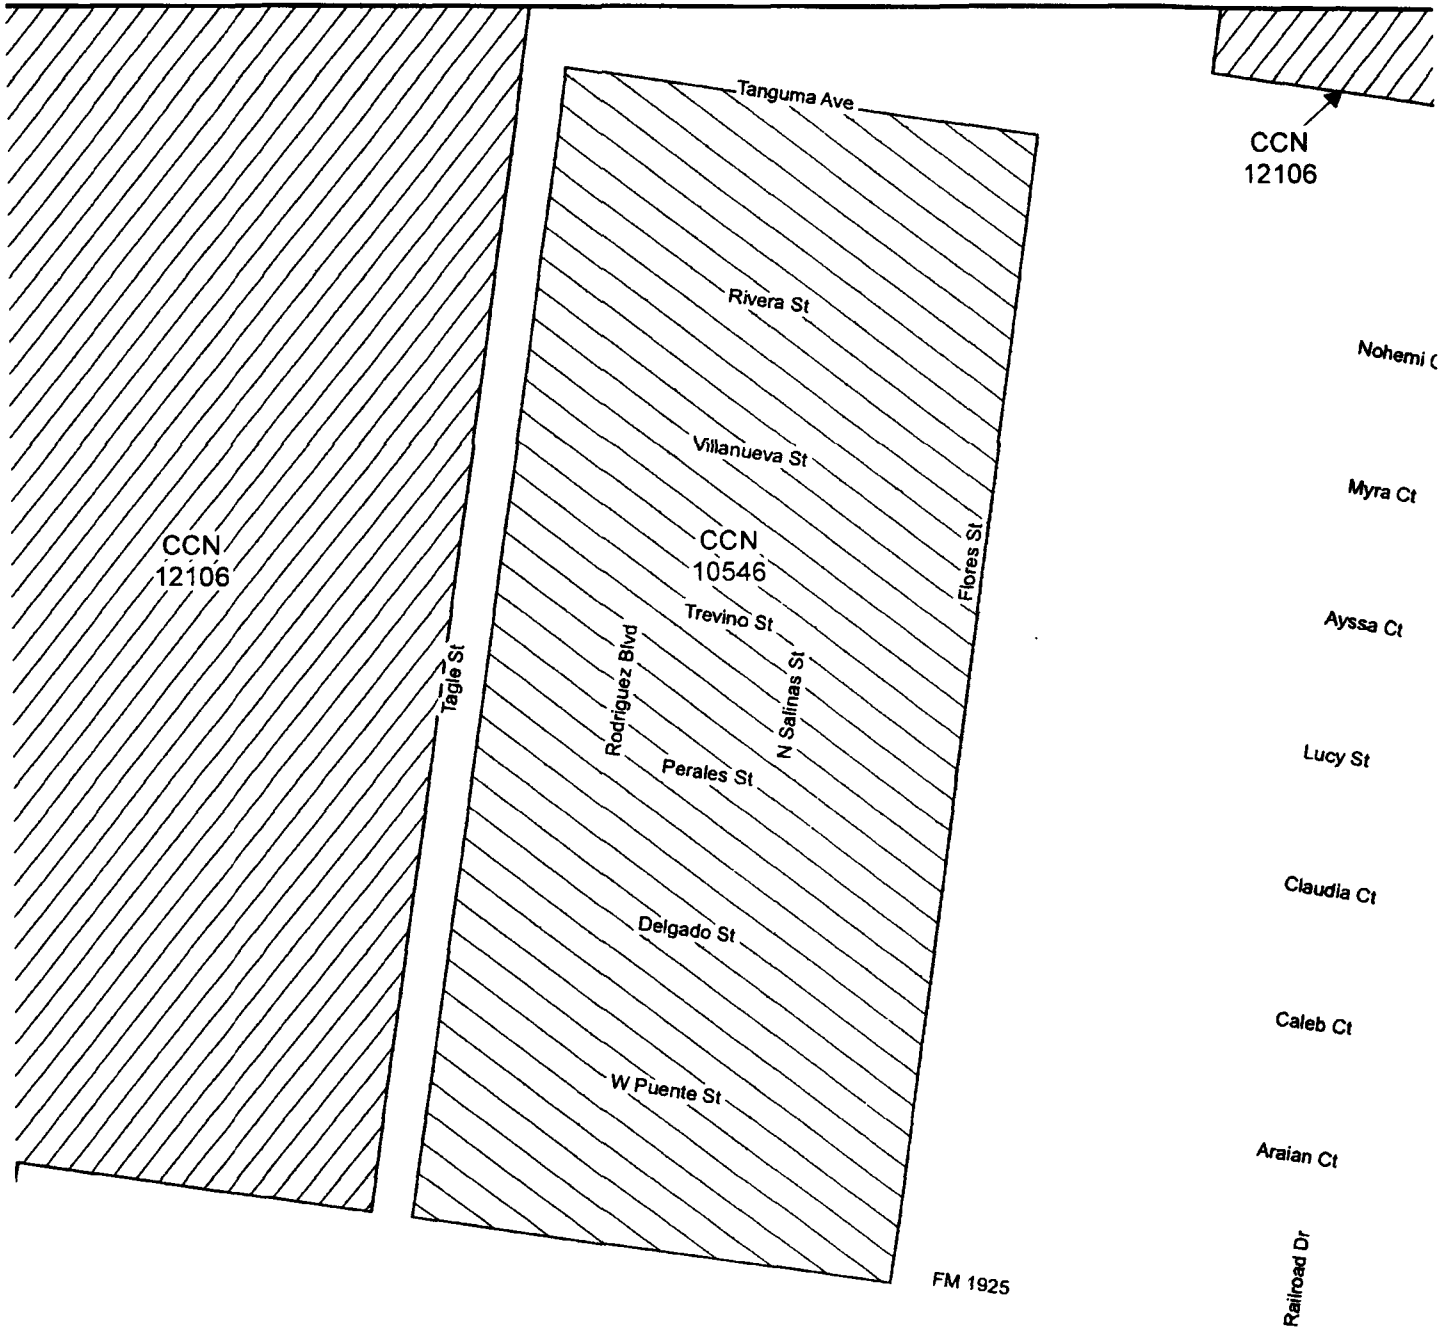 Tanguma Ave
CCN
12106
Rivera St
Nohemi
Villanueva St
Myra Ct
CCN
12106
CCN
10546
Flores St
Trevino St
Ayssa Ct
Tagle St
Rodriguez Blvd
N Salinas St
Perales St
Lucy St
Claudia Ct
Delgado St
Caleb Ct
W Puente St
Araian Ct
FM 1925
Railroad Dr